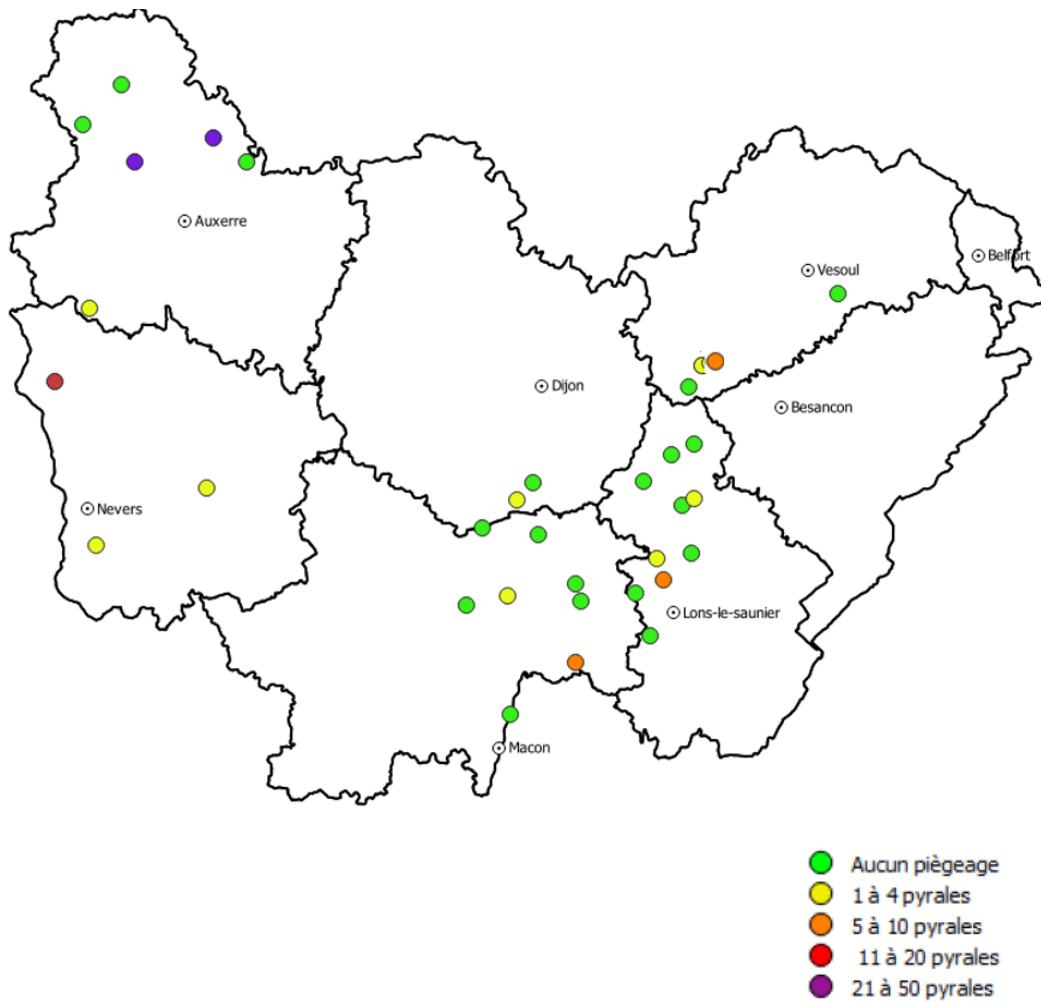 Auxerre
Belfort
Vesoul
Dijon
Besancon
Nevers
Lons-le-saunier
Macon
Aucun piègeage
1 à 4 pyrales
5 à 10 pyrales
11 à 20 pyrales
21 à 50 pyrales